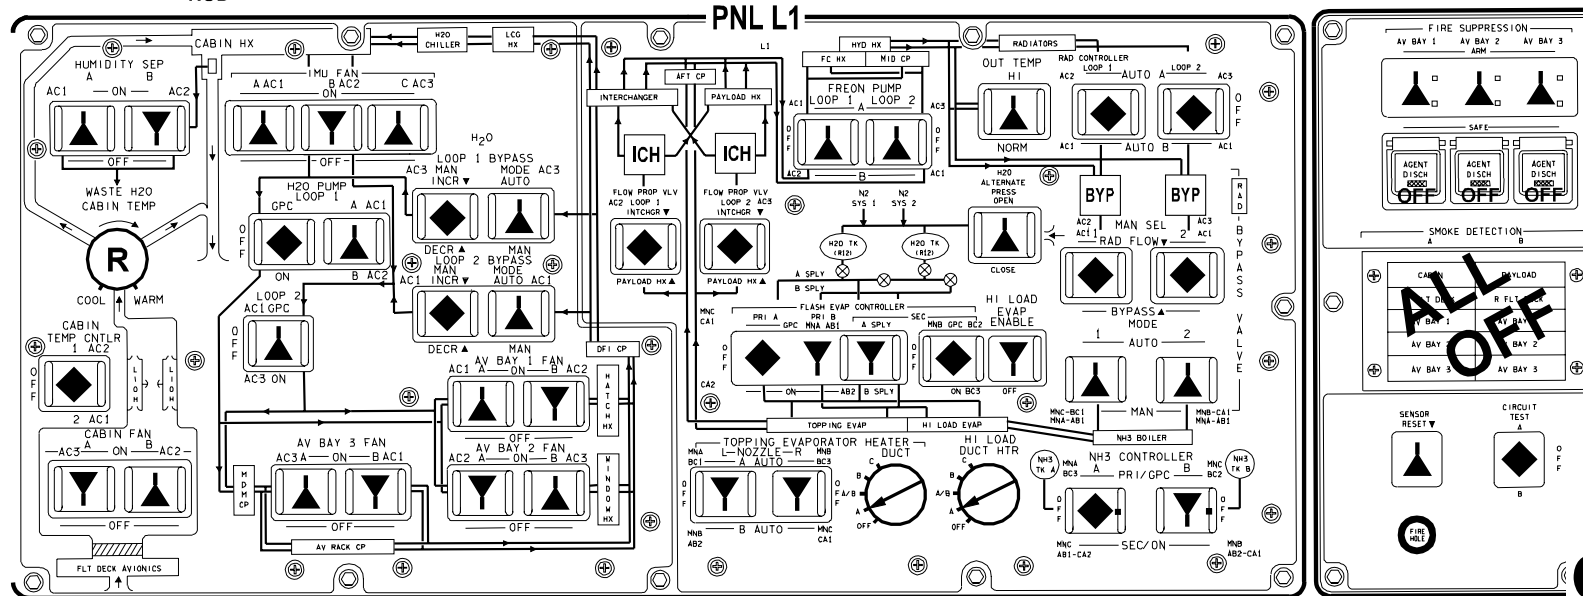 PNL L1
CABIN HX
H2O
CHILLER
LCG
HX
HUMIDITY SEP
A B
AC1 ON AC2
OFF
IMU FAN
A AC1 B AC2 C AC3
ON
OFF
WASTE H2O
CABIN TEMP
R
COOL WARM
H2O
H2O PUMP
LOOP 1
GPC A AC1
OFF
ON B AC2
LOOP 2
AC1 GPC
OFF
AC3 ON
LOOP 1 BYPASS
AC3 MAN MODE AC3
INCR ▼ AUTO
DECR ▲ MAN
LOOP 2 BYPASS
MAN MODE
AC1 INCR ▼ AUTO AC1
DECR ▲ MAN
CABIN
TEMP CNTLR
1 AC2
OFF
2 AC1
LIOH
LIOH
CABIN FAN
A B
AC3 ON AC2
OFF
FLT DECK AVIONICS
AV BAY 1 FAN
AC1 A ON B AC2
OFF
AV BAY 2 FAN
AC2 A ON B AC3
OFF
AV BAY 3 FAN
AC3 A ON B AC1
OFF
MDM CP
AV RACK CP
HATCH HX
WINDOW HX
DFI CP
L1
INTERCHANGER
AFT CP
PAYLOAD HX
ICH
ICH
FLOW PROP VLV
AC2 LOOP 1
INTCHGR ▼
PAYLOAD HX ▲
FLOW PROP VLV
LOOP 2 AC3
INTCHGR ▼
HYD HX
FC HX
MID CP
FREON PUMP
LOOP 1 LOOP 2
AC1 A AC3
OFF
OFF
AC2 B AC1
RADIATORS
OUT TEMP
HI
NORM
RAD CONTROLLER
LOOP 1 LOOP 2
AC2 AUTO A AC3
OFF
AC1 AUTO B AC1
BYP
BYP
N2
SYS 1
N2
SYS 2
H2O
ALTERNATE
PRESS
OPEN
CLOSE
H2O TK
(R12)
H2O TK
(R12)
A SPLY
B SPLY
AC2
AC1
MAN SEL
AC3
AC1
1 RAD FLOW ▼ 2
BYPASS ▲
MODE
1 AUTO 2
MNC-BC1
MNA-AB1
MAN
MNB-CA1
MNA-AB1
RAD BYPASS VALVE
MNC
CA1
FLASH EVAP CONTROLLER
PRI A PRI B SEC
GPC MNA AB1 A SPLY MNB GPC BC2
OFF
OFF
ON AB2 B SPLY ON BC3
CA2
HI LOAD
EVAP
ENABLE
OFF
TOPPING EVAP
HI LOAD EVAP
NH3 BOILER
TOPPING EVAPORATOR HEATER
L-NOZZLE-R DUCT
MNA
BC1
A AUTO
MNB
BC3
OFF
OFF
MNB
AB2
B AUTO
MNC
CA1
C
B
A/B
A
OFF
HI LOAD
DUCT HTR
C
B
A/B
A
OFF
NH3
TK A
NH3 CONTROLLER
A B
NH3
TK B
MNA
BC3
PRI/GPC
MNC
BC2
OFF
OFF
MNC
AB1-CA2
SEC/ON
MNB
AB2-CA1
FIRE SUPPRESSION
AV BAY 1 AV BAY 2 AV BAY 3
ARM
SAFE
AGENT
DISCH
OFF
AGENT
DISCH
OFF
AGENT
DISCH
OFF
SMOKE DETECTION
A B
CABIN PAYLOAD
AV BAY 1
AV BAY 2
AV BAY 3 AV BAY 3
ALL
OFF
SENSOR
RESET ▼
CIRCUIT
TEST
A
OFF
B
FIRE
HOLE